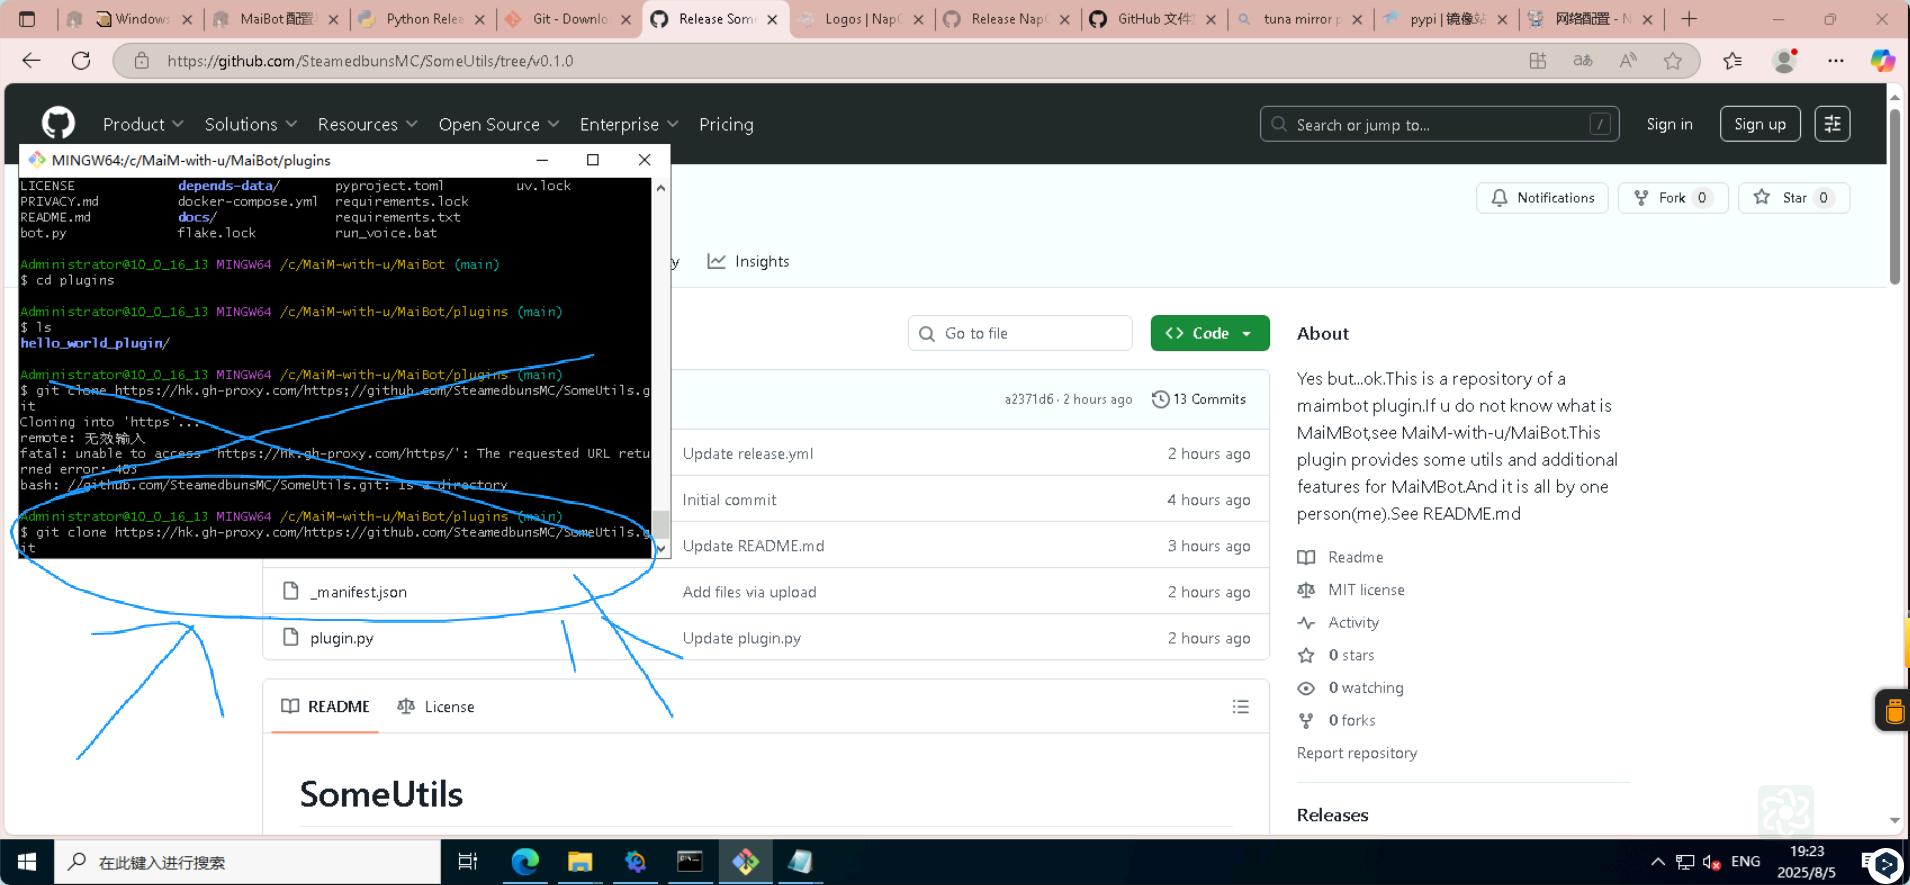 Windows
MaiBot 配置
Python Relea
Git - Downlo
Release Som
Logos | Nap
Release Nap
GitHub 文件
tuna mirror p
pypi | 镜像站
网络配置 - N
https://github.com/SteamedbunsMC/SomeUtils/tree/v0.1.0
Product
Solutions
Resources
Open Source
Enterprise
Pricing
Search or jump to...
/
Sign in
Sign up
MINGW64:/c/MaiM-with-u/MaiBot/plugins
LICENSE depends-data/ pyproject.toml uv.lock
PRIVACY.md docker-compose.yml requirements.lock
README.md docs/ requirements.txt
bot.py flake.lock run_voice.bat
Administrator@10_0_16_13 MINGW64 /c/MaiM-with-u/MaiBot (main)
$ cd plugins
Administrator@10_0_16_13 MINGW64 /c/MaiM-with-u/MaiBot/plugins (main)
$ ls
hello_world_plugin/
Administrator@10_0_16_13 MINGW64 /c/MaiM-with-u/MaiBot/plugins (main)
$ git clone https://hk.gh-proxy.com/https;//github.com/SteamedbunsMC/SomeUtils.g
it
Cloning into 'https'...
remote: 无效输入
fatal: unable to access 'https://hk.gh-proxy.com/https/': The requested URL retu
rned error: 403
bash: //github.com/SteamedbunsMC/SomeUtils.git: Is a directory
Administrator@10_0_16_13 MINGW64 /c/MaiM-with-u/MaiBot/plugins (main)
$ git clone https://hk.gh-proxy.com/https://github.com/SteamedbunsMC/SomeUtils.g
it
Notifications
Fork 0
Star 0
y
Insights
Go to file
Code
a2371d6 · 2 hours ago
13 Commits
Update release.yml 2 hours ago
Initial commit 4 hours ago
Update README.md 3 hours ago
_manifest.json Add files via upload 2 hours ago
plugin.py Update plugin.py 2 hours ago
README
License
SomeUtils
About
Yes but...ok.This is a repository of a
maimbot plugin.If u do not know what is
MaiMBot,see MaiM-with-u/MaiBot.This
plugin provides some utils and additional
features for MaiMBot.And it is all by one
person(me).See README.md
Readme
MIT license
Activity
0 stars
0 watching
0 forks
Report repository
Releases
在此键入进行搜索
ENG
19:23
2025/8/5